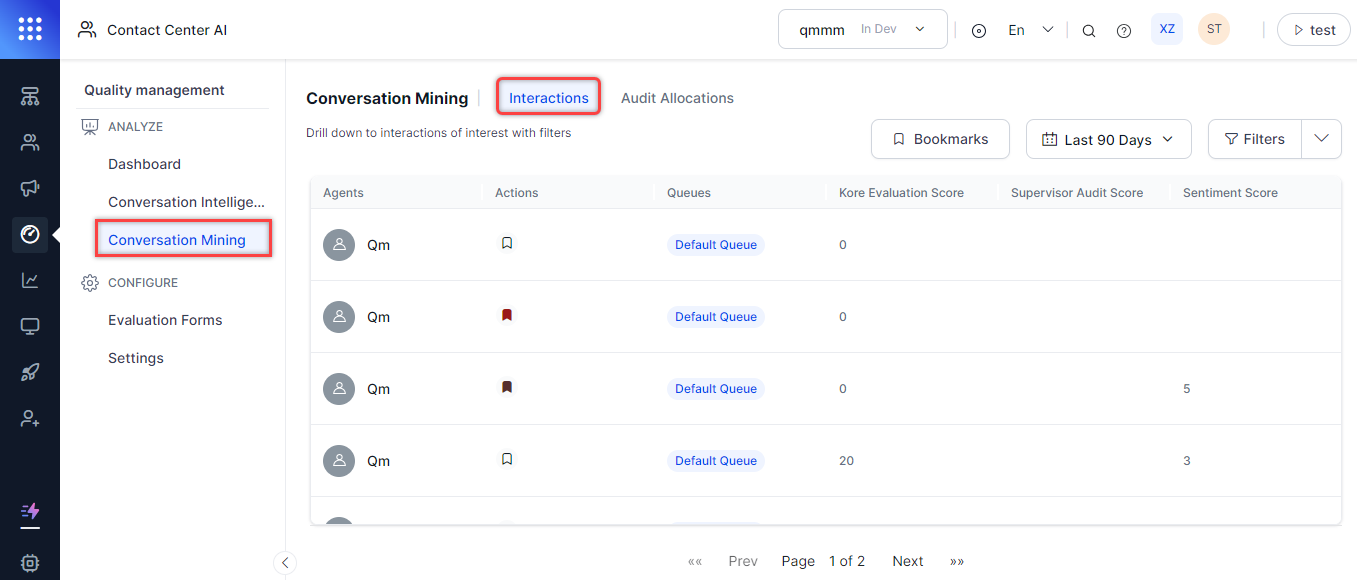 Contact Center AI
qmmm In Dev
En
XZ
ST
test
Quality management
ANALYZE
Dashboard
Conversation Intellige...
Conversation Mining
CONFIGURE
Evaluation Forms
Settings
Conversation Mining
Interactions
Audit Allocations
Drill down to interactions of interest with filters
Bookmarks
Last 90 Days
Filters
Agents Actions Queues Kore Evaluation Score Supervisor Audit Score Sentiment Score
Qm Default Queue 0
Qm Default Queue 0
Qm Default Queue 0 5
Qm Default Queue 20 3
«« Prev Page 1 of 2 Next »»